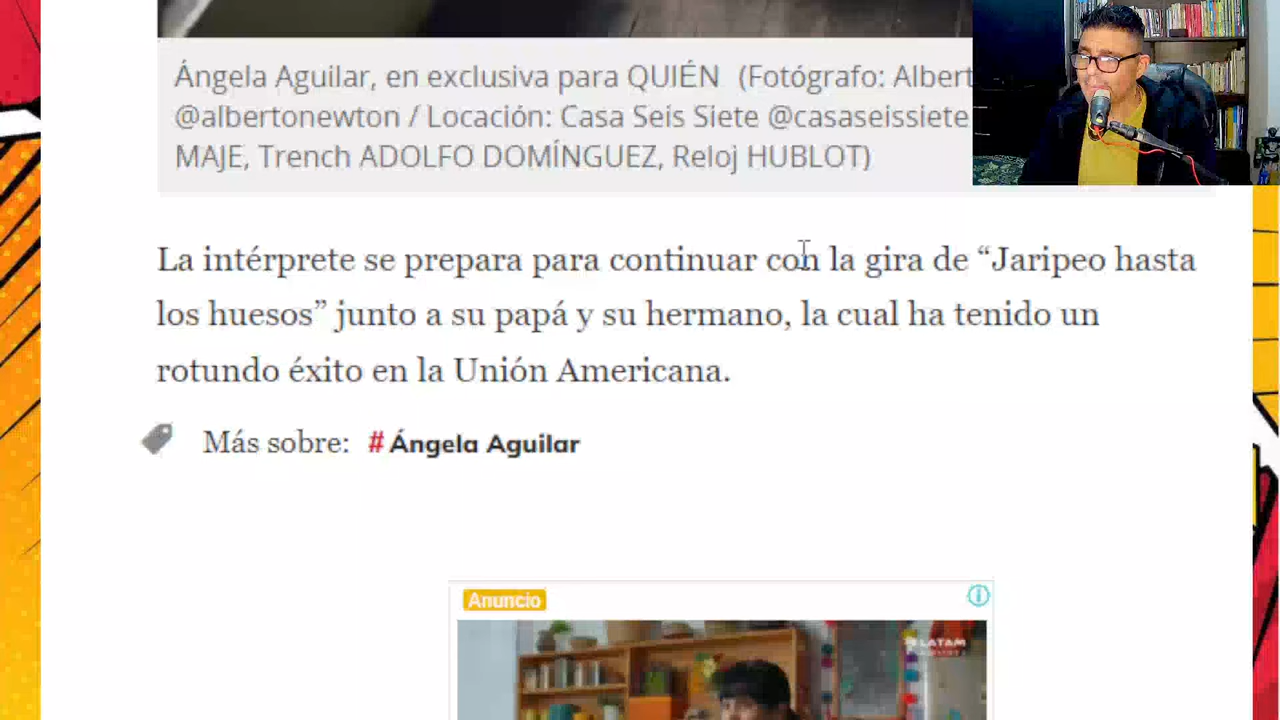 Ángela Aguilar, en exclusiva para QUIÉN (Fotógrafo:
@albertonewton / Locación: Casa Seis Siete @casaseissiete
MAJE, Trench ADOLFO DOMÍNGUEZ, Reloj HUBLOT)
La intérprete se prepara para continuar con la gira de “Jaripeo hasta
los huesos” junto a su papá y su hermano, la cual ha tenido un
rotundo éxito en la Unión Americana.
Más sobre: # Ángela Aguilar
Anuncio
LATAM